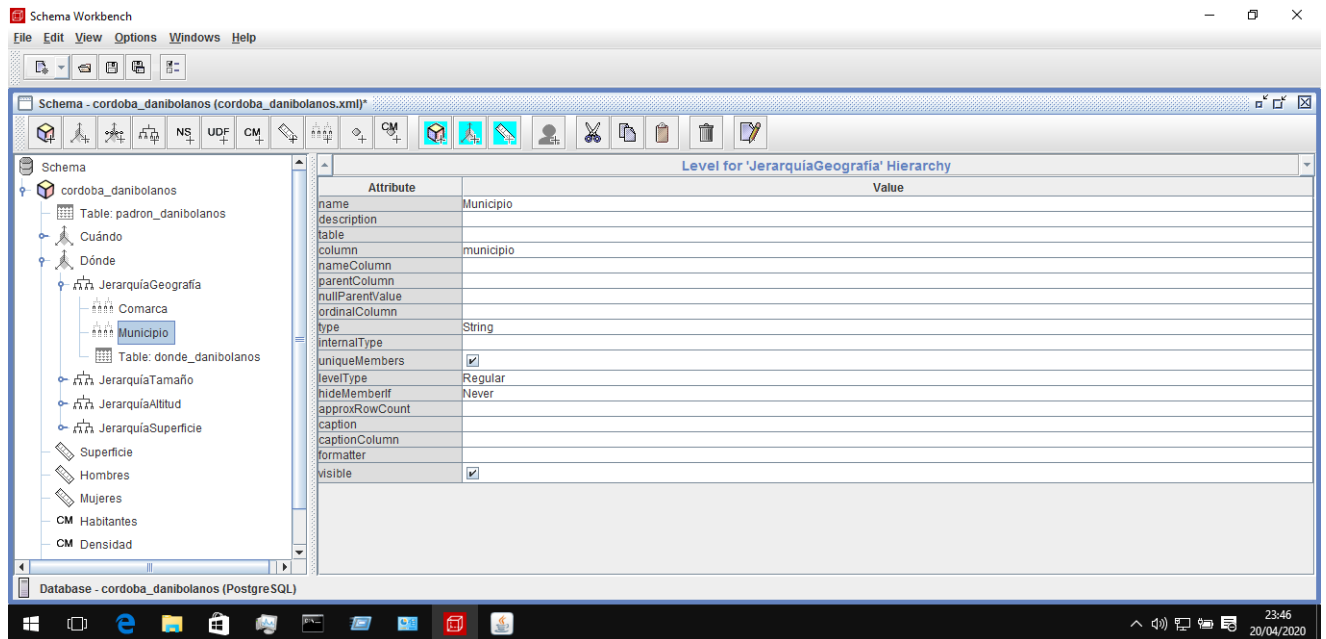 Schema Workbench
File Edit View Options Windows Help
Schema - cordoba_danibolanos (cordoba_danibolanos.xml)*
NS UDF CM CM
Schema
cordoba_danibolanos
Table: padron_danibolanos
Cuándo
Dónde
JerarquíaGeografía
Comarca
Municipio
Table: donde_danibolanos
JerarquíaTamaño
JerarquíaAltitud
JerarquíaSuperficie
Superficie
Hombres
Mujeres
CM Habitantes
CM Densidad
Level for 'JerarquíaGeografía' Hierarchy
Attribute Value
name Municipio
description
table
column municipio
nameColumn
parentColumn
nullParentValue
ordinalColumn
type String
internalType
uniqueMembers
levelType Regular
hideMemberIf Never
approxRowCount
caption
captionColumn
formatter
visible
Database - cordoba_danibolanos (PostgreSQL)
23:46
20/04/2020